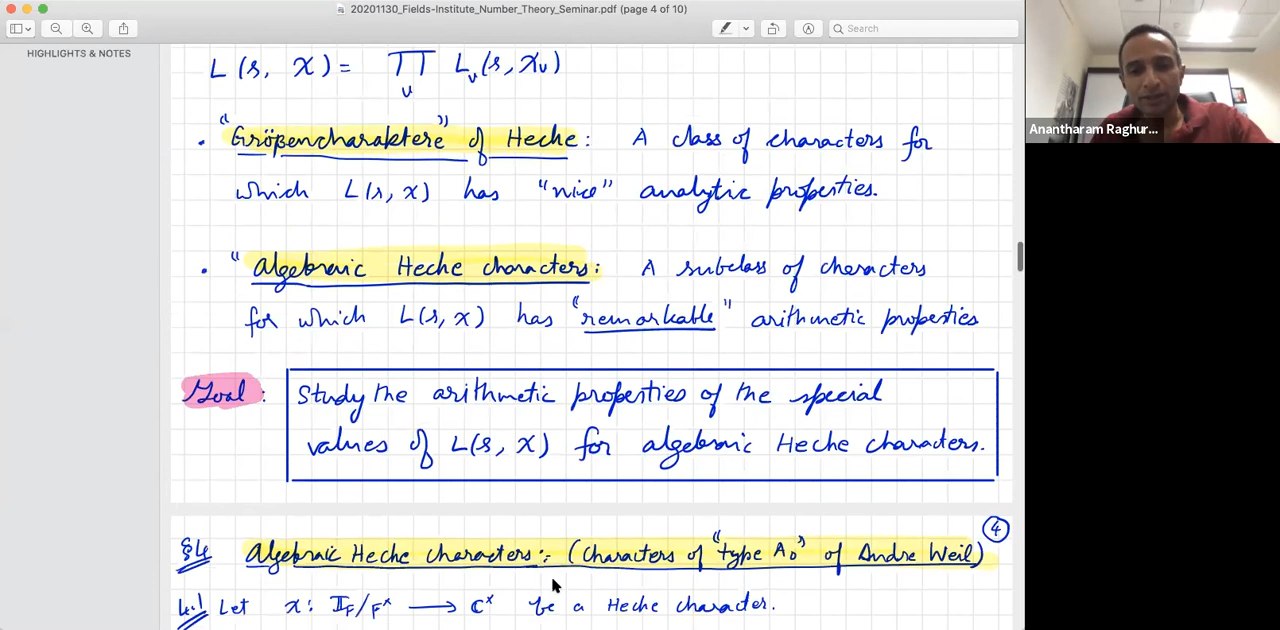 20201130_Fields-Institute_Number_Theory_Seminar.pdf (page 4 of 10)
Search
HIGHLIGHTS & NOTES
L(s, χ) = ∏ L_v(s, χ_v)
v
• "Größencharaktere" of Hecke: A class of characters for
which L(s, χ) has "nice" analytic properties.
• "Algebraic Hecke characters: A subclass of characters
for which L(s, χ) has "remarkable" arithmetic properties
Goal: Study the arithmetic properties of the special
values of L(s, χ) for algebraic Hecke characters.
④
§4 Algebraic Hecke characters:- (Characters of "type A₀" of Andre Weil)
4.1 Let χ: 𝕀_F/F^× ⟶ ℂ^× be a Hecke character.
Anantharam Raghur...